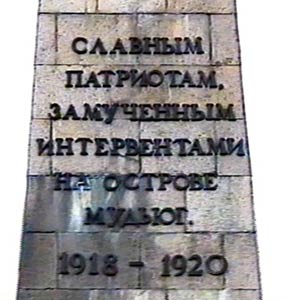 СЛАВНЫМ
ПАТРИОТАМ,
ЗАМУЧЕННЫМ
ИНТЕРВЕНТАМИ
НА ОСТРОВЕ
МУДЬЮГ.
1918 - 1920